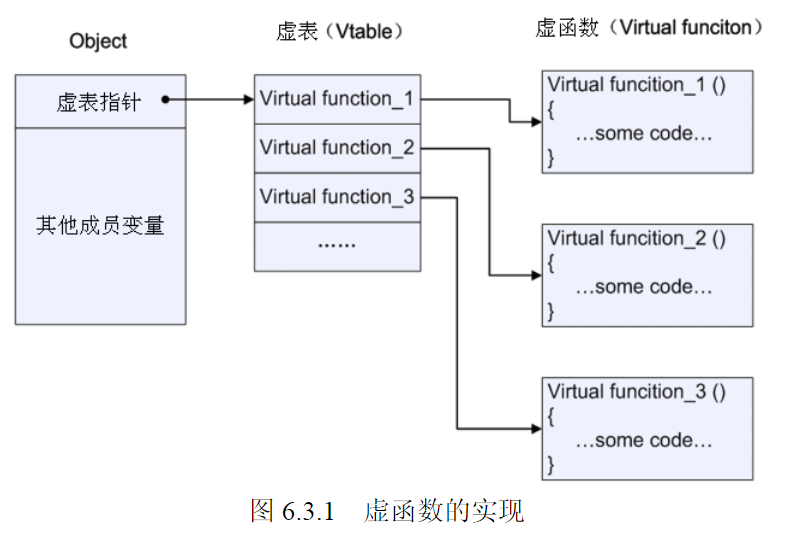 Object
虚表（Vtable）
虚函数（Virtual funciton）
虚表指针
其他成员变量
Virtual function_1
Virtual function_2
Virtual function_3
……
Virtual funcition_1 ()
{
…some code…
}
Virtual funcition_2 ()
{
…some code…
}
Virtual funcition_3 ()
{
…some code…
}
图 6.3.1 虚函数的实现